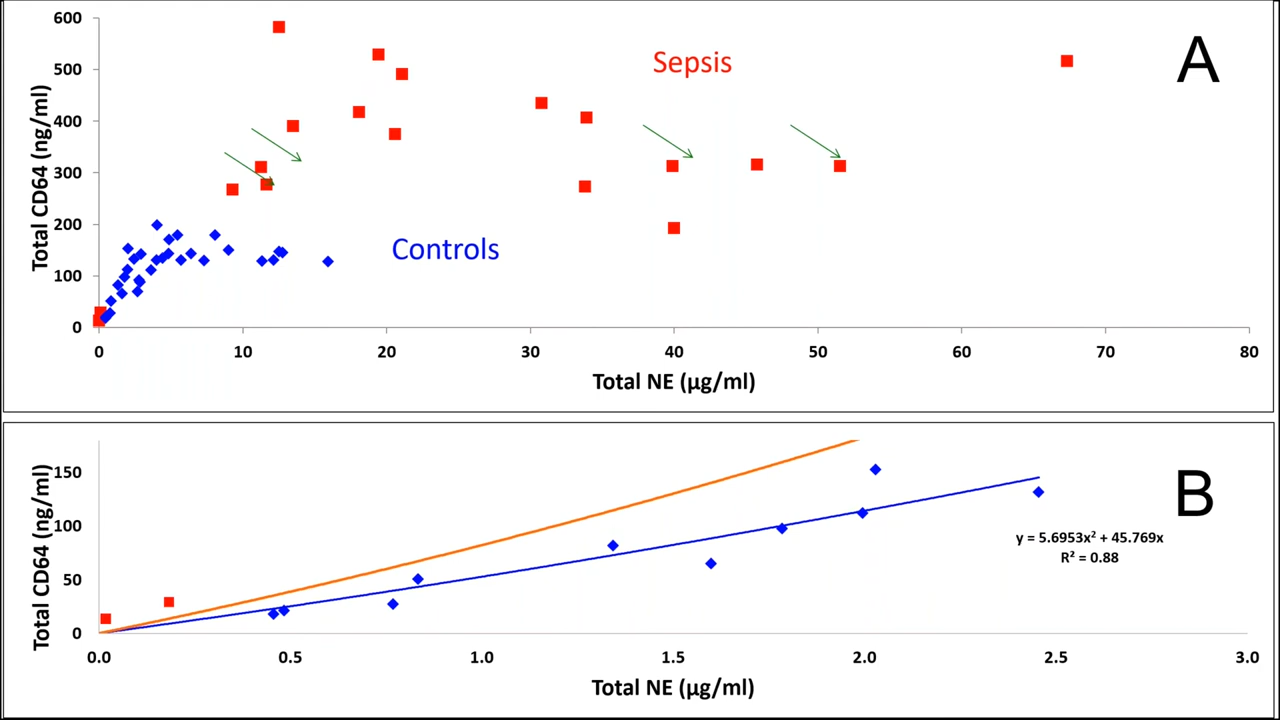 A
Sepsis
Controls
Total CD64 (ng/ml)
600
500
400
300
200
100
0
0 10 20 30 40 50 60 70 80
Total NE (µg/ml)
B
Total CD64 (ng/ml)
150
100
50
0
y = 5.6953x² + 45.769x
R² = 0.88
0.0 0.5 1.0 1.5 2.0 2.5 3.0
Total NE (µg/ml)